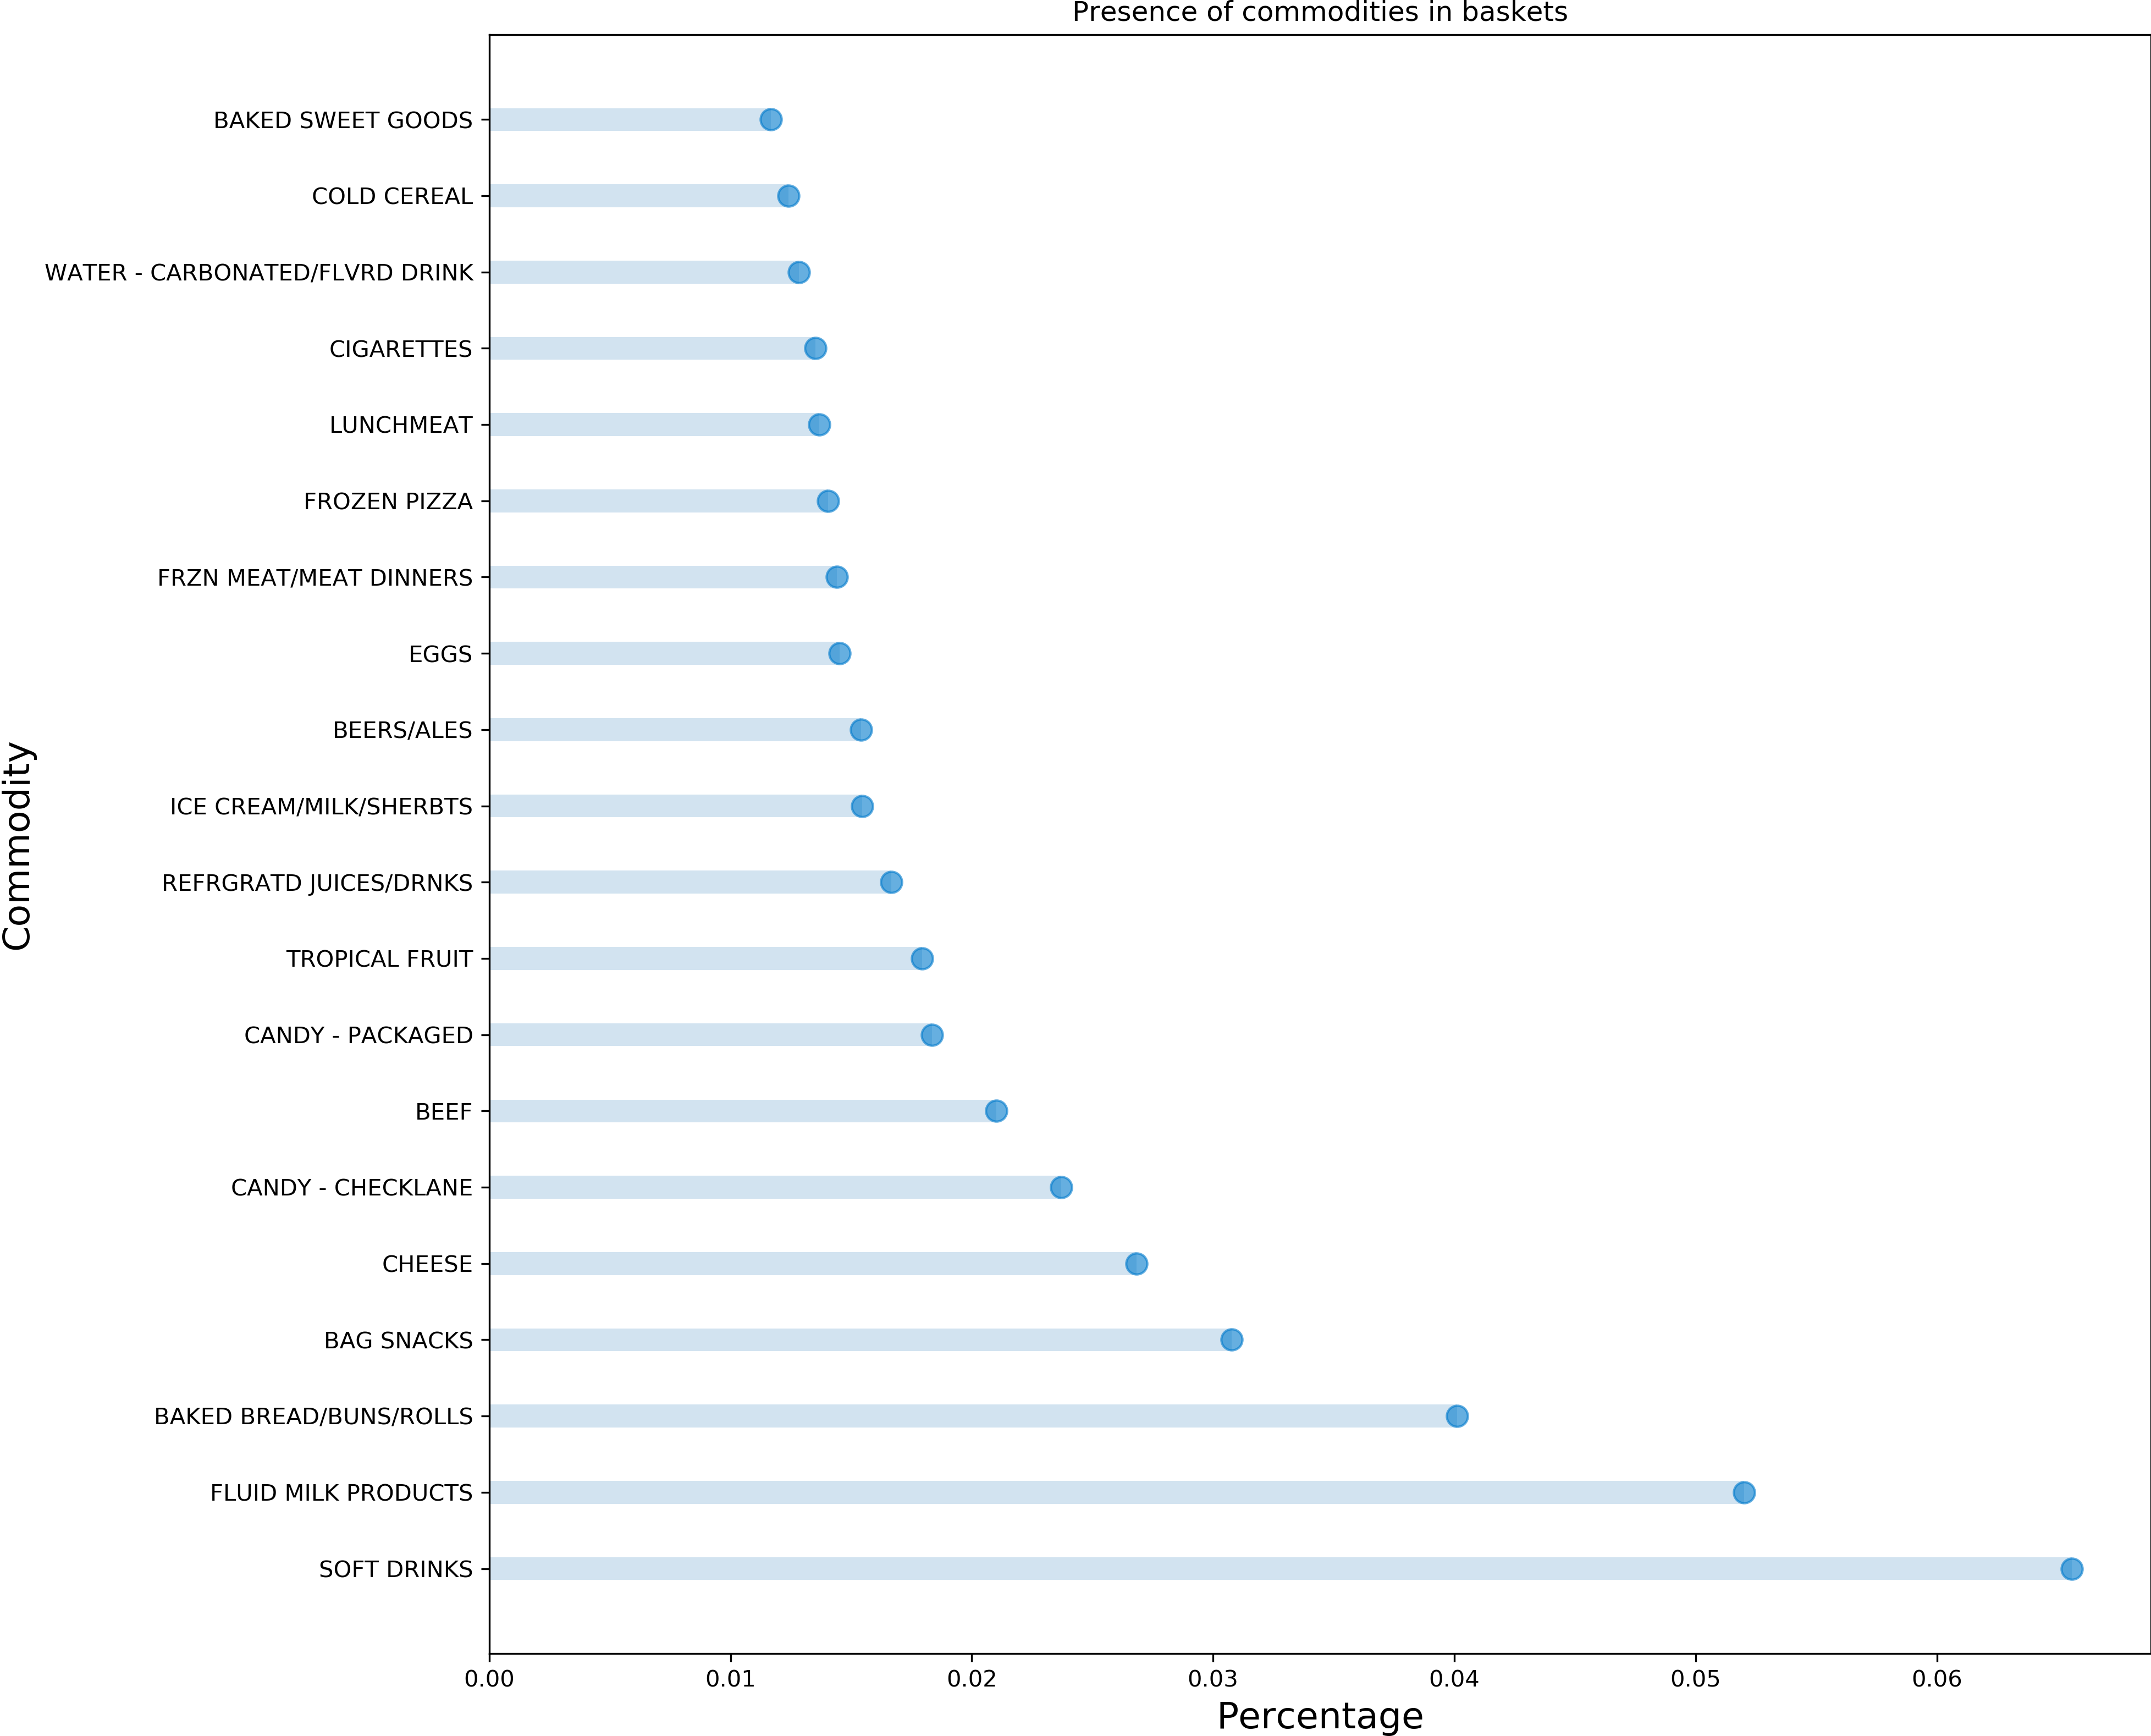 Presence of commodities in baskets
BAKED SWEET GOODS
COLD CEREAL
WATER - CARBONATED/FLVRD DRINK
CIGARETTES
LUNCHMEAT
FROZEN PIZZA
FRZN MEAT/MEAT DINNERS
EGGS
BEERS/ALES
ICE CREAM/MILK/SHERBTS
REFRGRATD JUICES/DRNKS
TROPICAL FRUIT
CANDY - PACKAGED
BEEF
CANDY - CHECKLANE
CHEESE
BAG SNACKS
BAKED BREAD/BUNS/ROLLS
FLUID MILK PRODUCTS
SOFT DRINKS
Commodity
0.00 0.01 0.02 0.03 0.04 0.05 0.06
Percentage